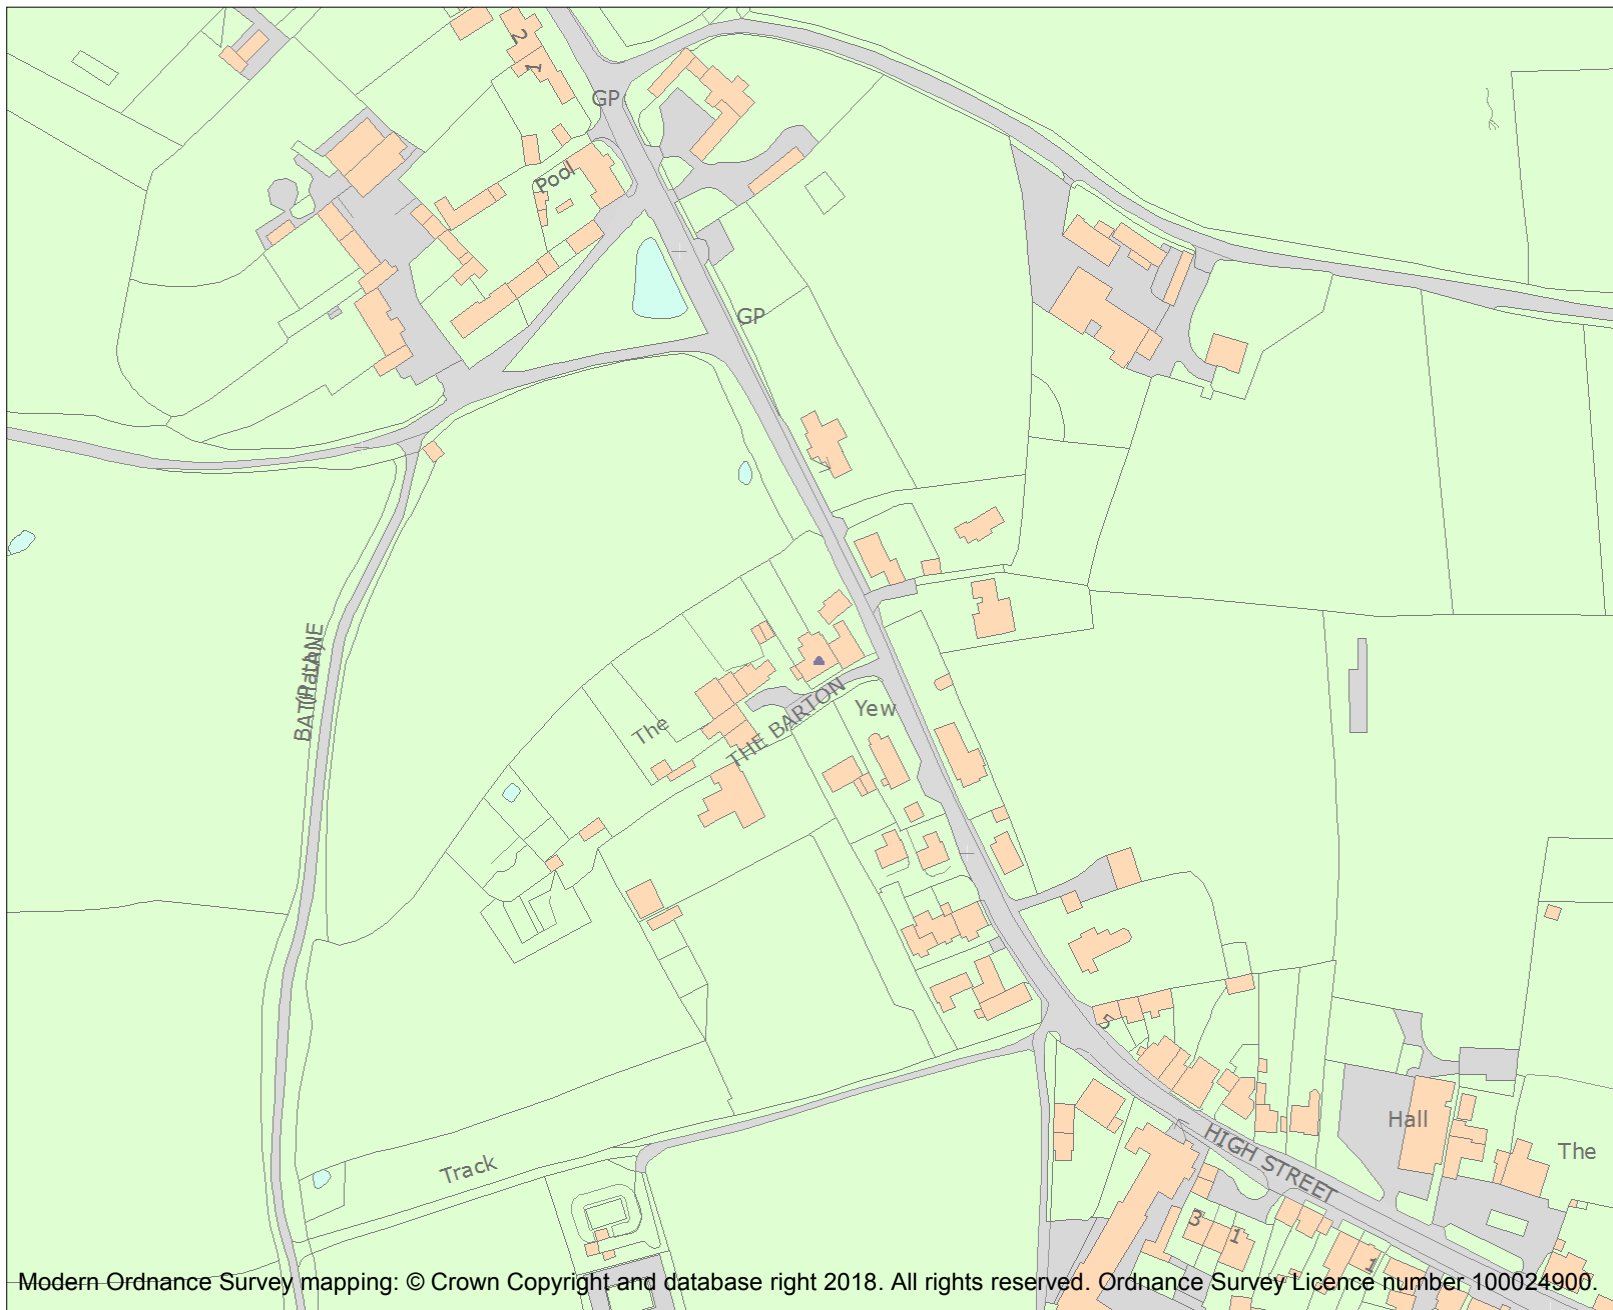 2
1
GP
Pool
GP
BATH LANE
(Path)
The
THE BARTON
Yew
5
Hall
HIGH STREET
The
Track
3
1
1
Modern Ordnance Survey mapping: © Crown Copyright and database right 2018. All rights reserved. Ordnance Survey Licence number 100024900.